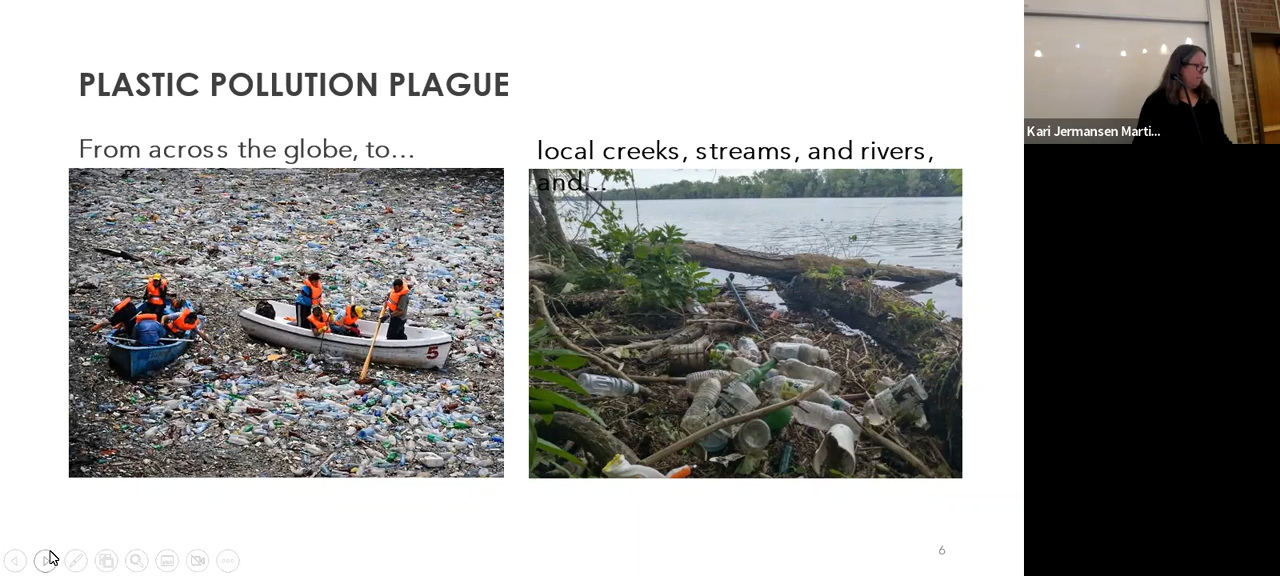 PLASTIC POLLUTION PLAGUE
From across the globe, to...
local creeks, streams, and rivers,
and...
5
6
Kari Jermansen Marti...